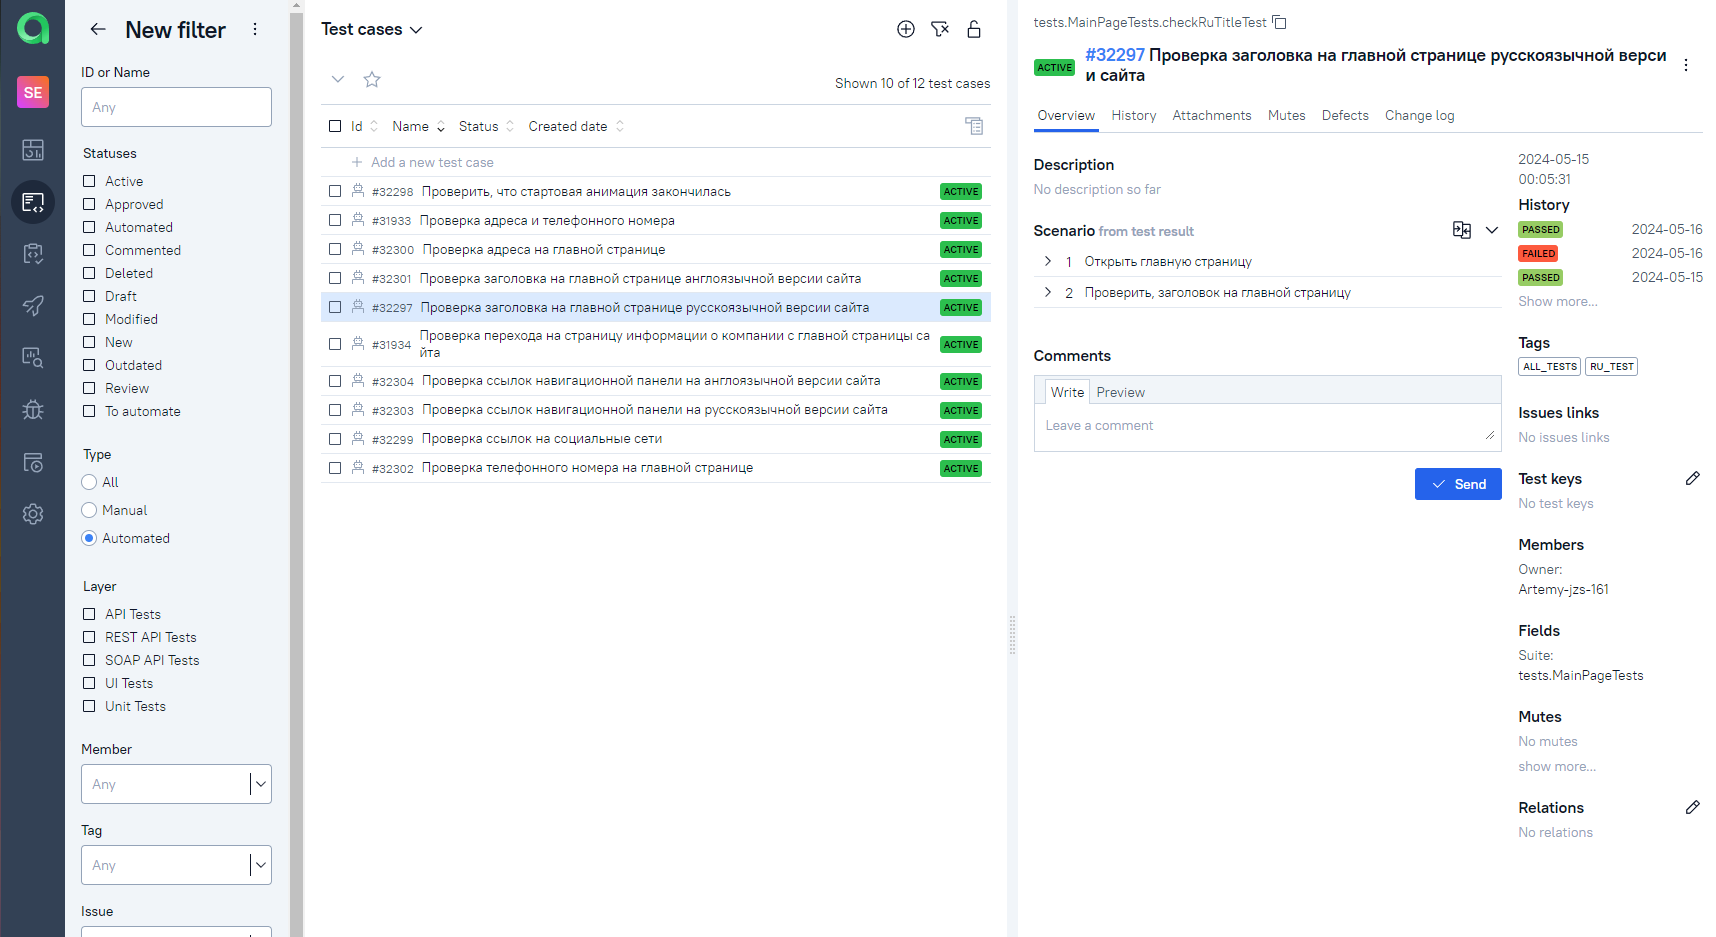 SE
New filter
ID or Name
Any
Statuses
Active
Approved
Automated
Commented
Deleted
Draft
Modified
New
Outdated
Review
To automate
Type
All
Manual
Automated
Layer
API Tests
REST API Tests
SOAP API Tests
UI Tests
Unit Tests
Member
Any
Tag
Any
Issue
Test cases
Shown 10 of 12 test cases
Id Name Status Created date
Add a new test case
#32298 Проверить, что стартовая анимация закончилась ACTIVE
#31933 Проверка адреса и телефонного номера ACTIVE
#32300 Проверка адреса на главной странице ACTIVE
#32301 Проверка заголовка на главной странице англоязычной версии сайта ACTIVE
#32297 Проверка заголовка на главной странице русскоязычной версии сайта ACTIVE
#31934 Проверка перехода на страницу информации о компании с главной страницы са
йта ACTIVE
#32304 Проверка ссылок навигационной панели на англоязычной версии сайта ACTIVE
#32303 Проверка ссылок навигационной панели на русскоязычной версии сайта ACTIVE
#32299 Проверка ссылок на социальные сети ACTIVE
#32302 Проверка телефонного номера на главной странице ACTIVE
tests.MainPageTests.checkRuTitleTest
ACTIVE #32297 Проверка заголовка на главной странице русскоязычной верси
и сайта
Overview History Attachments Mutes Defects Change log
Description
No description so far
Scenario from test result
1 Открыть главную страницу
2 Проверить, заголовок на главной страницу
Comments
Write Preview
Leave a comment
Send
2024-05-15
00:05:31
History
PASSED 2024-05-16
FAILED 2024-05-16
PASSED 2024-05-15
Show more...
Tags
ALL_TESTS RU_TEST
Issues links
No issues links
Test keys
No test keys
Members
Owner:
Artemy-jzs-161
Fields
Suite:
tests.MainPageTests
Mutes
No mutes
show more...
Relations
No relations